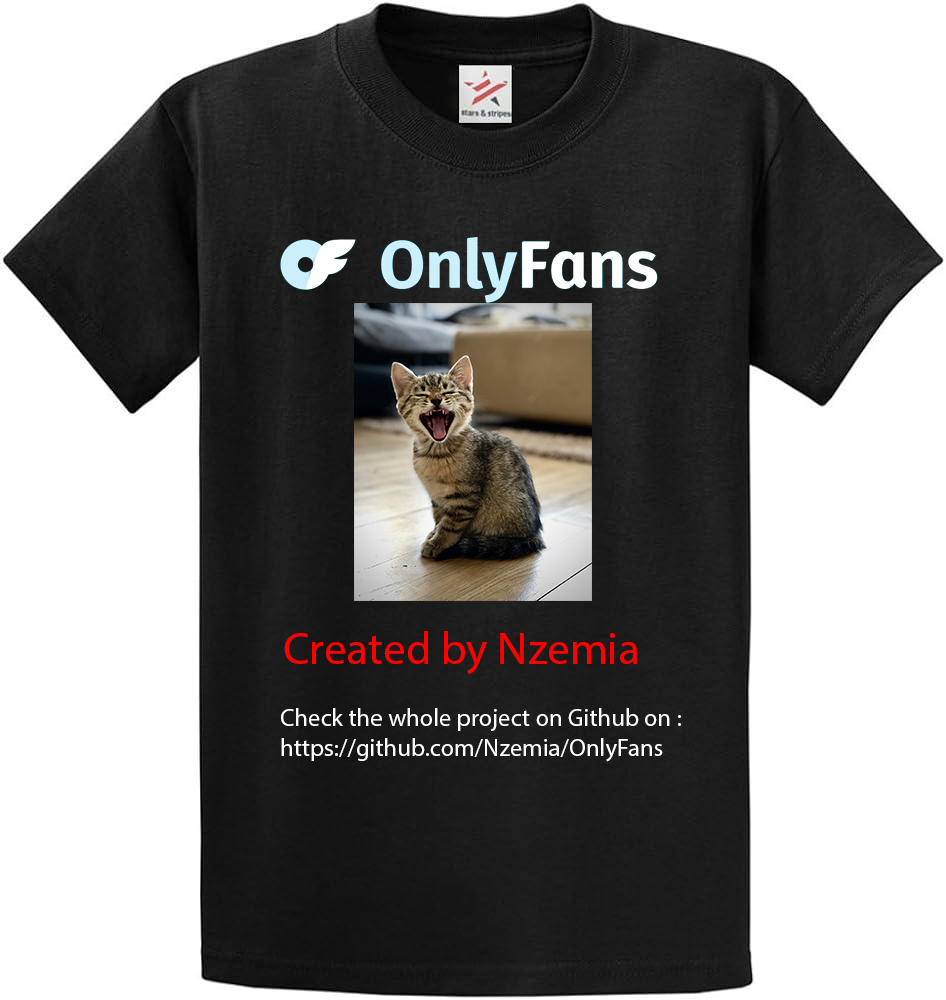 stars & stripes
OnlyFans
Created by Nzemia
Check the whole project on Github on :
https://github.com/Nzemia/OnlyFans